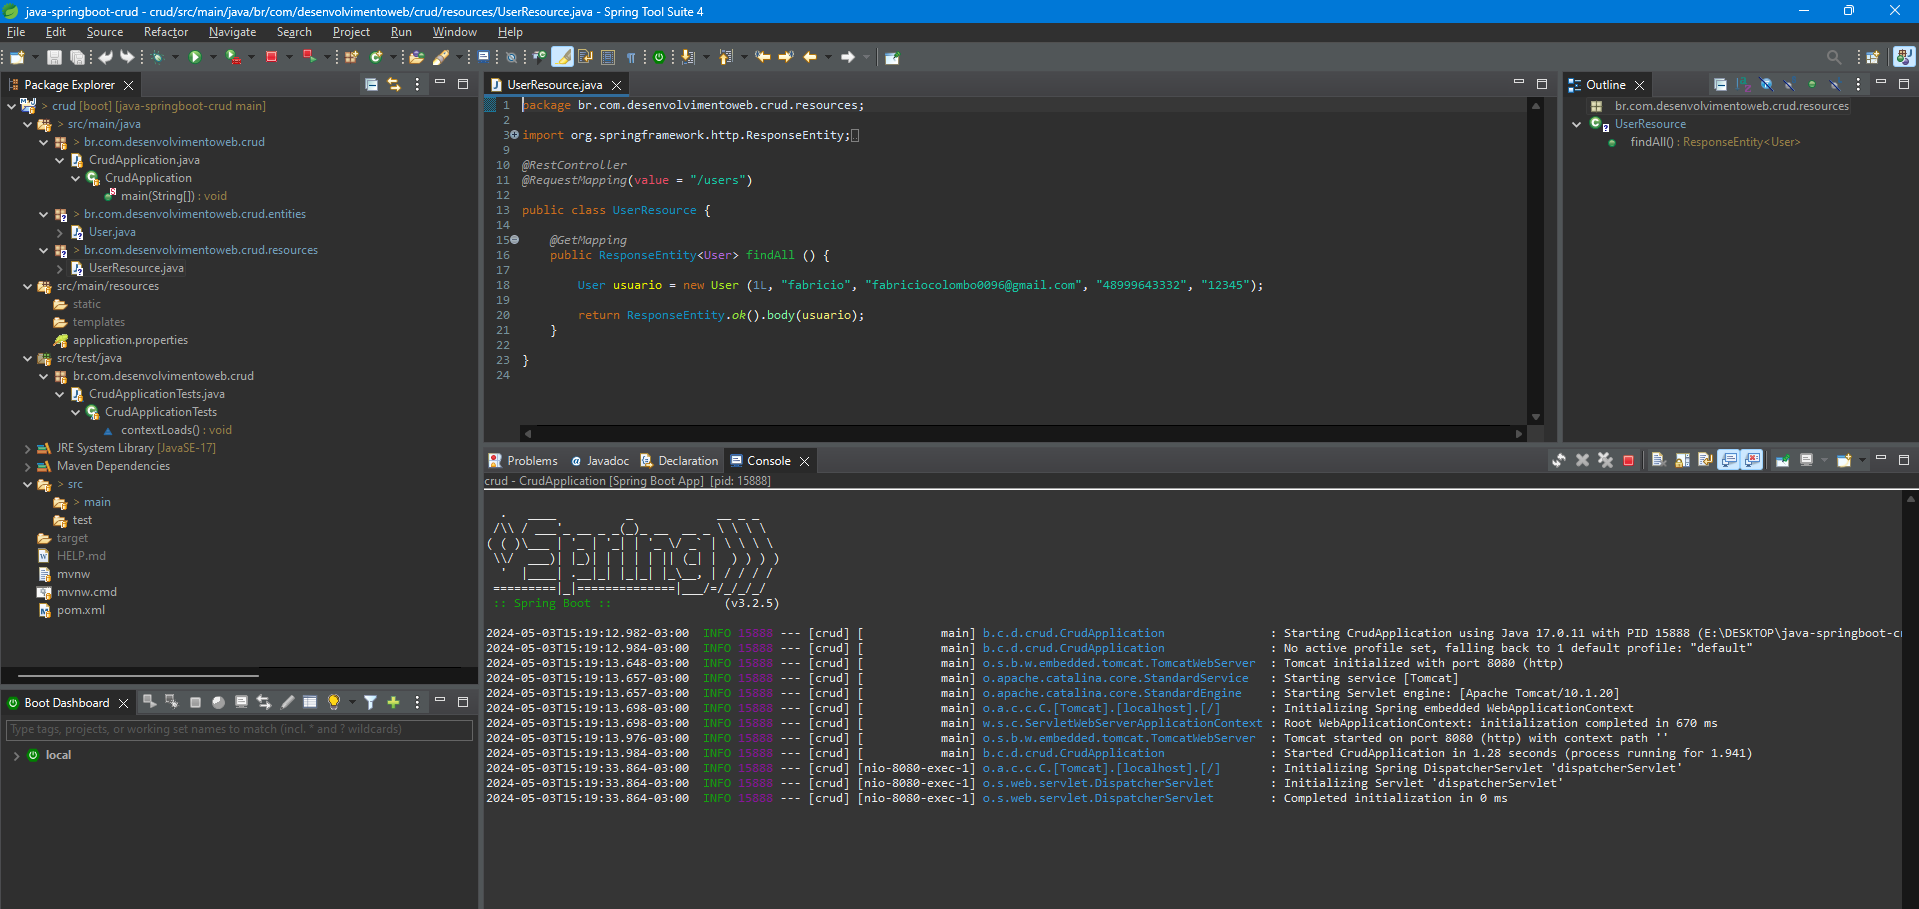 java-springboot-crud - crud/src/main/java/br/com/desenvolvimentoweb/crud/resources/UserResource.java - Spring Tool Suite 4
File Edit Source Refactor Navigate Search Project Run Window Help
Package Explorer
> crud [boot] [java-springboot-crud main]
> src/main/java
> br.com.desenvolvimentoweb.crud
CrudApplication.java
CrudApplication
main(String[]) : void
> br.com.desenvolvimentoweb.crud.entities
User.java
> br.com.desenvolvimentoweb.crud.resources
UserResource.java
src/main/resources
static
templates
application.properties
src/test/java
br.com.desenvolvimentoweb.crud
CrudApplicationTests.java
CrudApplicationTests
contextLoads() : void
JRE System Library [JavaSE-17]
Maven Dependencies
> src
> main
test
target
HELP.md
mvnw
mvnw.cmd
pom.xml
Boot Dashboard
Type tags, projects, or working set names to match (incl. * and ? wildcards)
local
UserResource.java
1 package br.com.desenvolvimentoweb.crud.resources;
2
3 import org.springframework.http.ResponseEntity;
9
10 @RestController
11 @RequestMapping(value = "/users")
12
13 public class UserResource {
14
15 @GetMapping
16 public ResponseEntity<User> findAll () {
17
18 User usuario = new User (1L, "fabricio", "fabriciocolombo0096@gmail.com", "48999643332", "12345");
19
20 return ResponseEntity.ok().body(usuario);
21 }
22
23 }
24
Outline
br.com.desenvolvimentoweb.crud.resources
UserResource
findAll() : ResponseEntity<User>
Problems Javadoc Declaration Console
crud - CrudApplication [Spring Boot App] [pid: 15888]
Spring
:: Spring Boot :: (v3.2.5)
2024-05-03T15:19:12.982-03:00 INFO 15888 --- [crud] [ main] b.c.d.crud.CrudApplication : Starting CrudApplication using Java 17.0.11 with PID 15888 (E:\DESKTOP\java-springboot-c
2024-05-03T15:19:12.984-03:00 INFO 15888 --- [crud] [ main] b.c.d.crud.CrudApplication : No active profile set, falling back to 1 default profile: "default"
2024-05-03T15:19:13.648-03:00 INFO 15888 --- [crud] [ main] o.s.b.w.embedded.tomcat.TomcatWebServer : Tomcat initialized with port 8080 (http)
2024-05-03T15:19:13.657-03:00 INFO 15888 --- [crud] [ main] o.apache.catalina.core.StandardService : Starting service [Tomcat]
2024-05-03T15:19:13.657-03:00 INFO 15888 --- [crud] [ main] o.apache.catalina.core.StandardEngine : Starting Servlet engine: [Apache Tomcat/10.1.20]
2024-05-03T15:19:13.698-03:00 INFO 15888 --- [crud] [ main] o.a.c.c.C.[Tomcat].[localhost].[/] : Initializing Spring embedded WebApplicationContext
2024-05-03T15:19:13.698-03:00 INFO 15888 --- [crud] [ main] w.s.c.ServletWebServerApplicationContext : Root WebApplicationContext: initialization completed in 670 ms
2024-05-03T15:19:13.976-03:00 INFO 15888 --- [crud] [ main] o.s.b.w.embedded.tomcat.TomcatWebServer : Tomcat started on port 8080 (http) with context path ''
2024-05-03T15:19:13.984-03:00 INFO 15888 --- [crud] [ main] b.c.d.crud.CrudApplication : Started CrudApplication in 1.28 seconds (process running for 1.941)
2024-05-03T15:19:33.864-03:00 INFO 15888 --- [crud] [nio-8080-exec-1] o.a.c.c.C.[Tomcat].[localhost].[/] : Initializing Spring DispatcherServlet 'dispatcherServlet'
2024-05-03T15:19:33.864-03:00 INFO 15888 --- [crud] [nio-8080-exec-1] o.s.web.servlet.DispatcherServlet : Initializing Servlet 'dispatcherServlet'
2024-05-03T15:19:33.864-03:00 INFO 15888 --- [crud] [nio-8080-exec-1] o.s.web.servlet.DispatcherServlet : Completed initialization in 0 ms